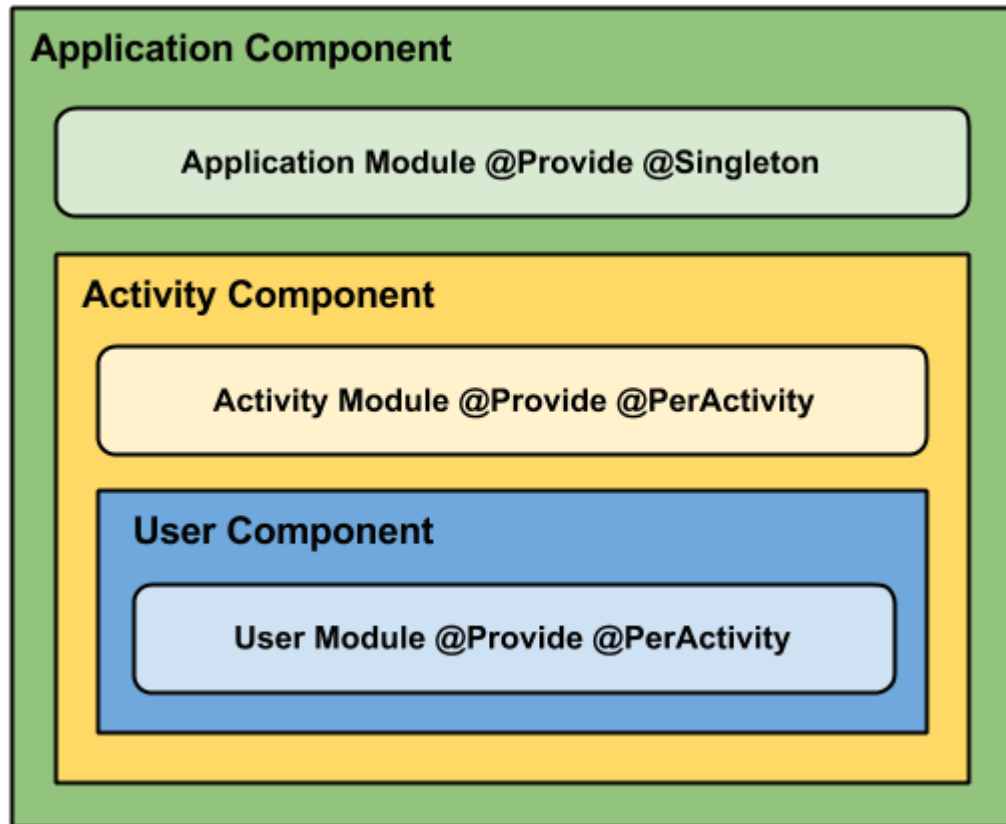 Application Component
Application Module @Provide @Singleton
Activity Component
Activity Module @Provide @PerActivity
User Component
User Module @Provide @PerActivity